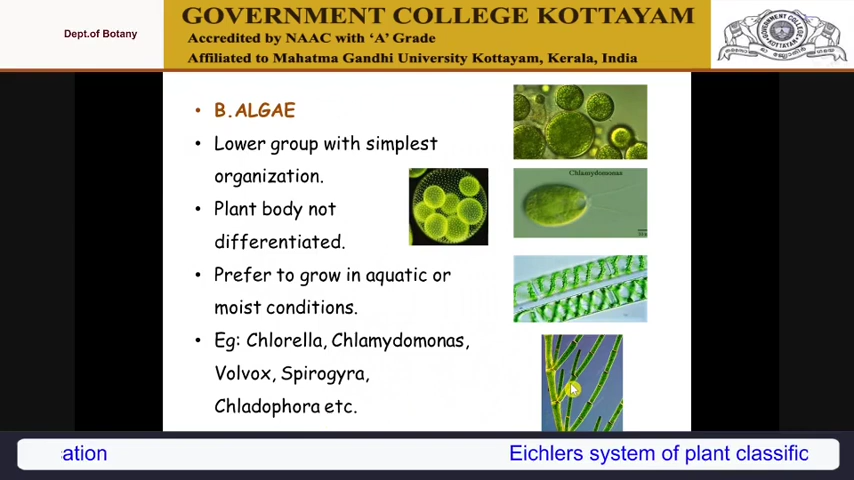 Dept.of Botany
GOVERNMENT COLLEGE KOTTAYAM
Accredited by NAAC with ‘A’ Grade
Affiliated to Mahatma Gandhi University Kottayam, Kerala, India
• B.ALGAE
• Lower group with simplest
organization.
• Plant body not
differentiated.
• Prefer to grow in aquatic or
moist conditions.
• Eg: Chlorella, Chlamydomonas,
Volvox, Spirogyra,
Chladophora etc.
Chlamydomonas
ation
Eichlers system of plant classific